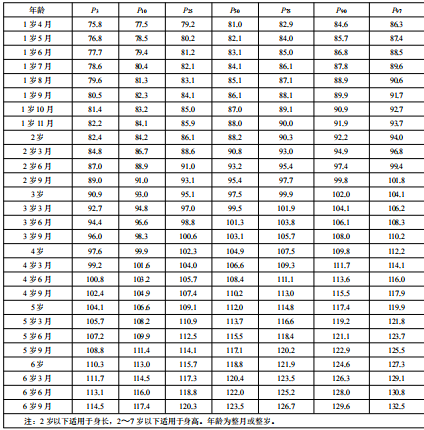 年龄 P3 P10 P25 P50 P75 P90 P97
1岁4月 75.8 77.5 79.2 81.0 82.9 84.6 86.3
1岁5月 76.8 78.5 80.2 82.1 84.0 85.7 87.4
1岁6月 77.7 79.4 81.2 83.1 85.0 86.8 88.5
1岁7月 78.6 80.4 82.1 84.1 86.1 87.8 89.6
1岁8月 79.6 81.3 83.1 85.1 87.1 88.9 90.6
1岁9月 80.5 82.3 84.1 86.1 88.1 89.9 91.7
1岁10月 81.4 83.2 85.0 87.0 89.1 90.9 92.7
1岁11月 82.2 84.1 85.9 88.0 90.0 91.9 93.7
2岁 82.4 84.2 86.1 88.2 90.3 92.2 94.0
2岁3月 84.8 86.7 88.6 90.8 93.0 94.9 96.8
2岁6月 87.0 88.9 91.0 93.2 95.4 97.4 99.4
2岁9月 89.0 91.0 93.1 95.4 97.7 99.8 101.8
3岁 90.9 93.0 95.1 97.5 99.9 102.0 104.1
3岁3月 92.7 94.8 97.0 99.5 101.9 104.1 106.2
3岁6月 94.4 96.6 98.8 101.3 103.8 106.1 108.3
3岁9月 96.0 98.3 100.6 103.1 105.7 108.0 110.2
4岁 97.6 99.9 102.3 104.9 107.5 109.8 112.2
4岁3月 99.2 101.6 104.0 106.6 109.3 111.7 114.1
4岁6月 100.8 103.2 105.7 108.4 111.1 113.6 116.0
4岁9月 102.4 104.9 107.4 110.2 113.0 115.5 117.9
5岁 104.1 106.6 109.1 112.0 114.8 117.4 119.9
5岁3月 105.7 108.2 110.9 113.7 116.6 119.2 121.8
5岁6月 107.2 109.9 112.5 115.5 118.4 121.1 123.7
5岁9月 108.8 111.4 114.1 117.1 120.2 122.9 125.5
6岁 110.3 113.0 115.7 118.8 121.9 124.6 127.3
6岁3月 111.7 114.5 117.3 120.4 123.5 126.3 129.1
6岁6月 113.1 116.0 118.8 122.0 125.2 128.0 130.8
6岁9月 114.5 117.4 120.3 123.5 126.7 129.6 132.5
注：2岁以下适用于身长，2～7岁以下适用于身高。年龄为整月或整岁。